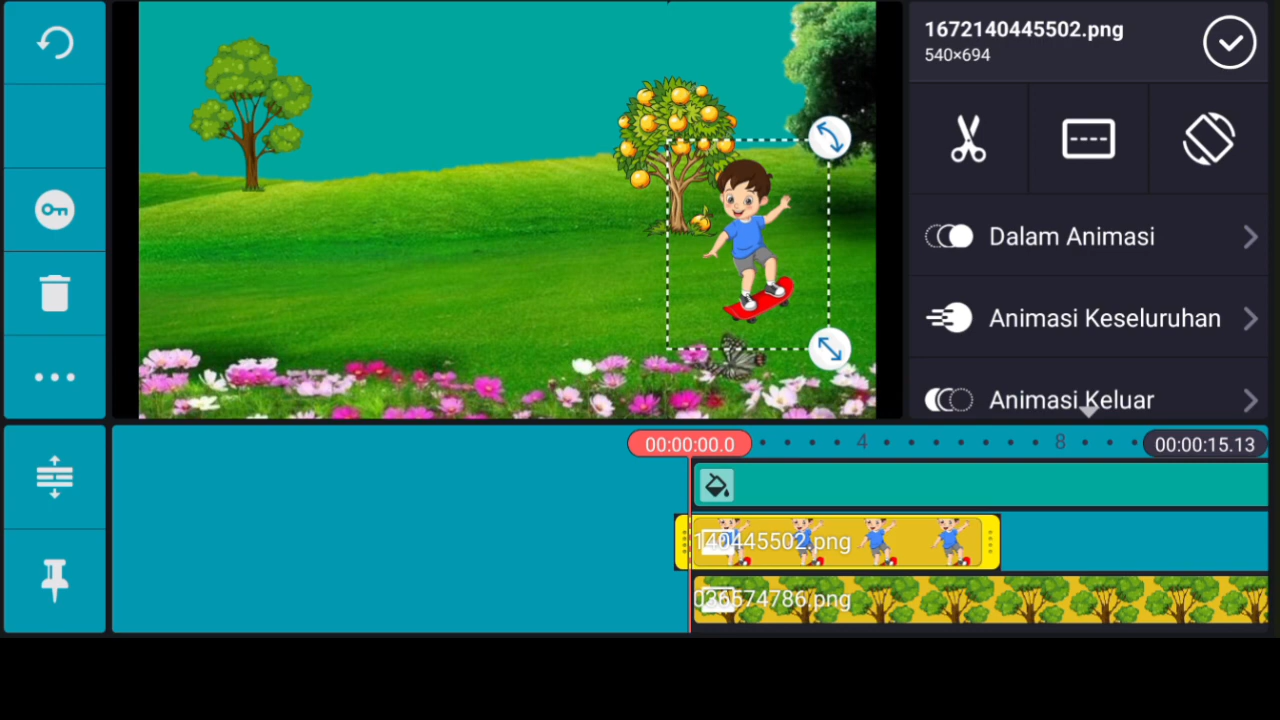 1672140445502.png
540×694
Dalam Animasi
Animasi Keseluruhan
Animasi Keluar
00:00:00.0
4
8
00:00:15.13
140445502.png
036574786.png